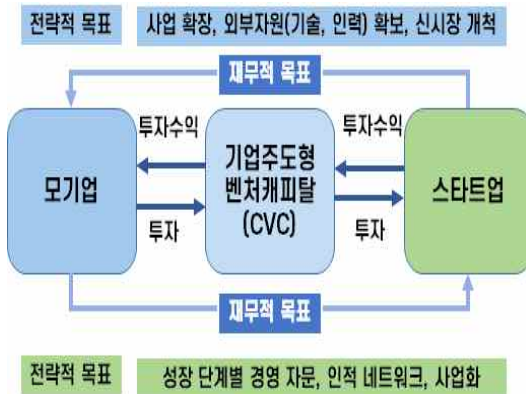 전략적 목표 사업 확장, 외부자원(기술, 인력) 확보, 신시장 개척
재무적 목표
투자수익 투자수익
모기업
기업주도형
벤처캐피탈
(CVC)
스타트업
투자 투자
재무적 목표
전략적 목표 성장 단계별 경영 자문, 인적 네트워크, 사업화